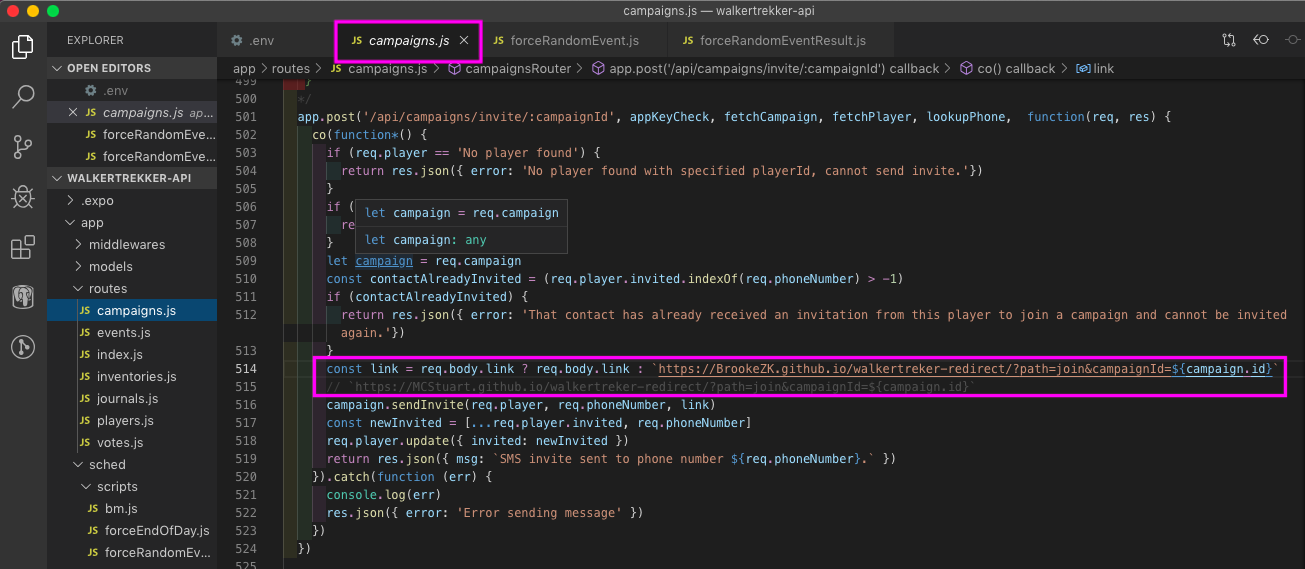 campaigns.js — walkertrekker-api
EXPLORER
.env
JS campaigns.js ×
JS forceRandomEvent.js
JS forceRandomEventResult.js
OPEN EDITORS
.env
× JS campaigns.js ap...
JS forceRandomEve...
JS forceRandomEve...
WALKERTREKKER-API
.expo
app
middlewares
models
routes
JS campaigns.js
JS events.js
JS index.js
JS inventories.js
JS journals.js
JS players.js
JS votes.js
sched
scripts
JS bm.js
JS forceEndOfDay.js
JS forceRandomEv...
app > routes > JS campaigns.js > campaignsRouter > app.post('/api/campaigns/invite/:campaignId') callback > co() callback > link
499 }
500 */
501 app.post('/api/campaigns/invite/:campaignId', appKeyCheck, fetchCampaign, fetchPlayer, lookupPhone,  function(req, res) {
502 co(function*() {
503 if (req.player == 'No player found') {
504 return res.json({ error: 'No player found with specified playerId, cannot send invite.'})
505 }
506 if (
let campaign = req.campaign
507 re
let campaign: any
508 }
509 let campaign = req.campaign
510 const contactAlreadyInvited = (req.player.invited.indexOf(req.phoneNumber) > -1)
511 if (contactAlreadyInvited) {
512 return res.json({ error: 'That contact has already received an invitation from this player to join a campaign and cannot be invited
again.'})
513 }
514 const link = req.body.link ? req.body.link : `https://BrookeZK.github.io/walkertreker-redirect/?path=join&campaignId=${campaign.id}`
515 // `https://MCStuart.github.io/walkertreker-redirect/?path=join&campaignId=${campaign.id}`
516 campaign.sendInvite(req.player, req.phoneNumber, link)
517 const newInvited = [...req.player.invited, req.phoneNumber]
518 req.player.update({ invited: newInvited })
519 return res.json({ msg: `SMS invite sent to phone number ${req.phoneNumber}.` })
520 }).catch(function (err) {
521 console.log(err)
522 res.json({ error: 'Error sending message' })
523 })
524 })
525